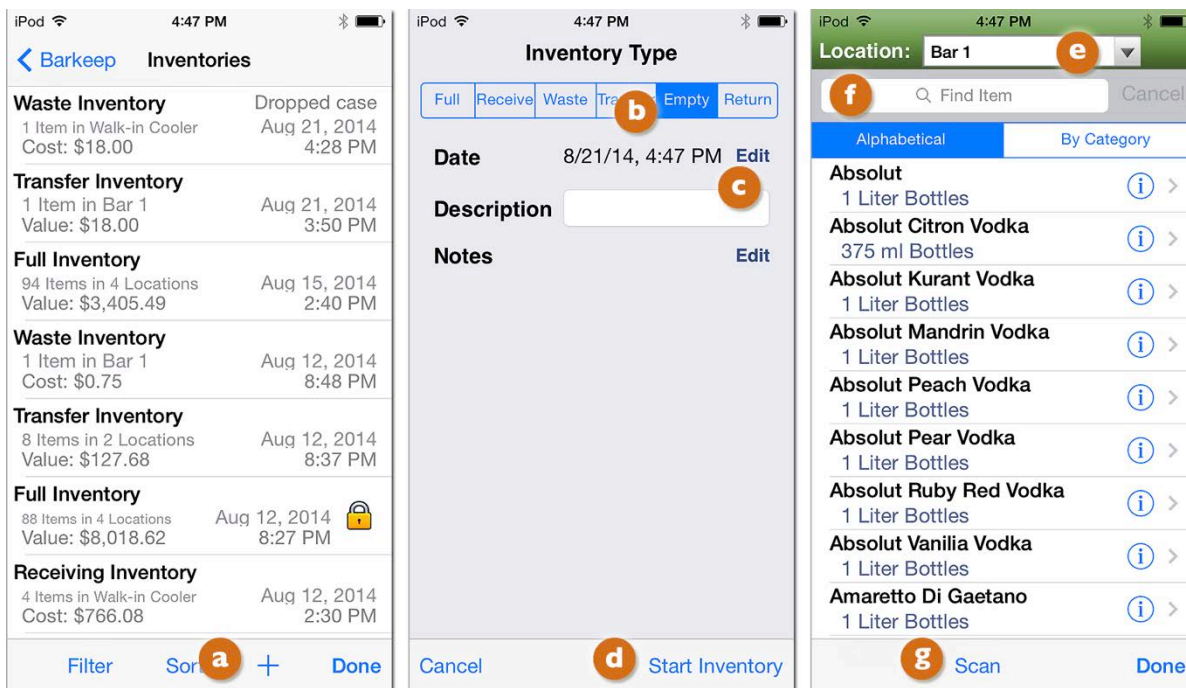 iPod 4:47 PM
Barkeep Inventories
Waste Inventory Dropped case
1 Item in Walk-in Cooler Aug 21, 2014
Cost: $18.00 4:28 PM
Transfer Inventory
1 Item in Bar 1 Aug 21, 2014
Value: $18.00 3:50 PM
Full Inventory
94 Items in 4 Locations Aug 15, 2014
Value: $3,405.49 2:40 PM
Waste Inventory
1 Item in Bar 1 Aug 12, 2014
Cost: $0.75 8:48 PM
Transfer Inventory
8 Items in 2 Locations Aug 12, 2014
Value: $127.68 8:37 PM
Full Inventory
88 Items in 4 Locations Aug 12, 2014
Value: $8,018.62 8:27 PM
Receiving Inventory
4 Items in Walk-in Cooler Aug 12, 2014
Cost: $766.08 2:30 PM
Filter a + Done
iPod 4:47 PM
Inventory Type
Full Receive Waste b Empty Return
Date 8/21/14, 4:47 PM Edit
c
Description
Notes Edit
Cancel d Start Inventory
iPod 4:47 PM
Location: Bar 1 e
f Find Item Cancel
Alphabetical By Category
Absolut
1 Liter Bottles i
Absolut Citron Vodka
375 ml Bottles i
Absolut Kurant Vodka
1 Liter Bottles i
Absolut Mandrin Vodka
1 Liter Bottles i
Absolut Peach Vodka
1 Liter Bottles i
Absolut Pear Vodka
1 Liter Bottles i
Absolut Ruby Red Vodka
1 Liter Bottles i
Absolut Vanilia Vodka
1 Liter Bottles i
Amaretto Di Gaetano
1 Liter Bottles i
g Scan Done